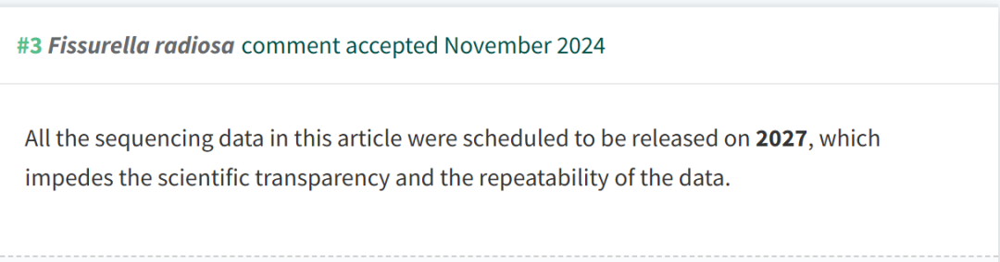 #3 Fissurella radiosa comment accepted November 2024
All the sequencing data in this article were scheduled to be released on 2027, which
impedes the scientific transparency and the repeatability of the data.